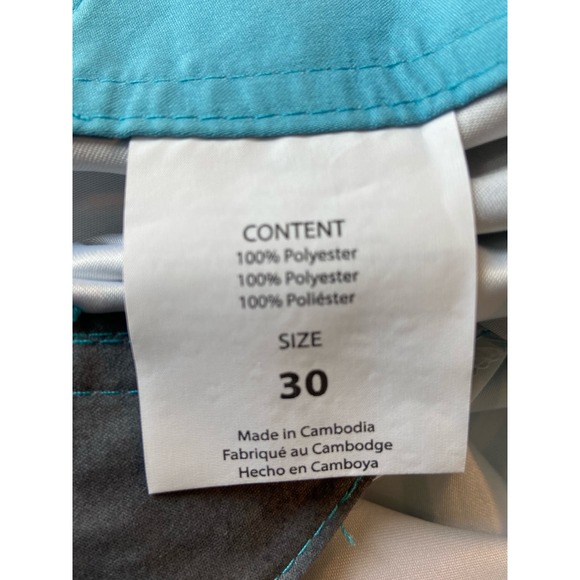 CONTENT
100% Polyester
100% Polyester
100% Poliéster
SIZE
30
Made in Cambodia
Fabriqué au Cambodge
Hecho en Camboya